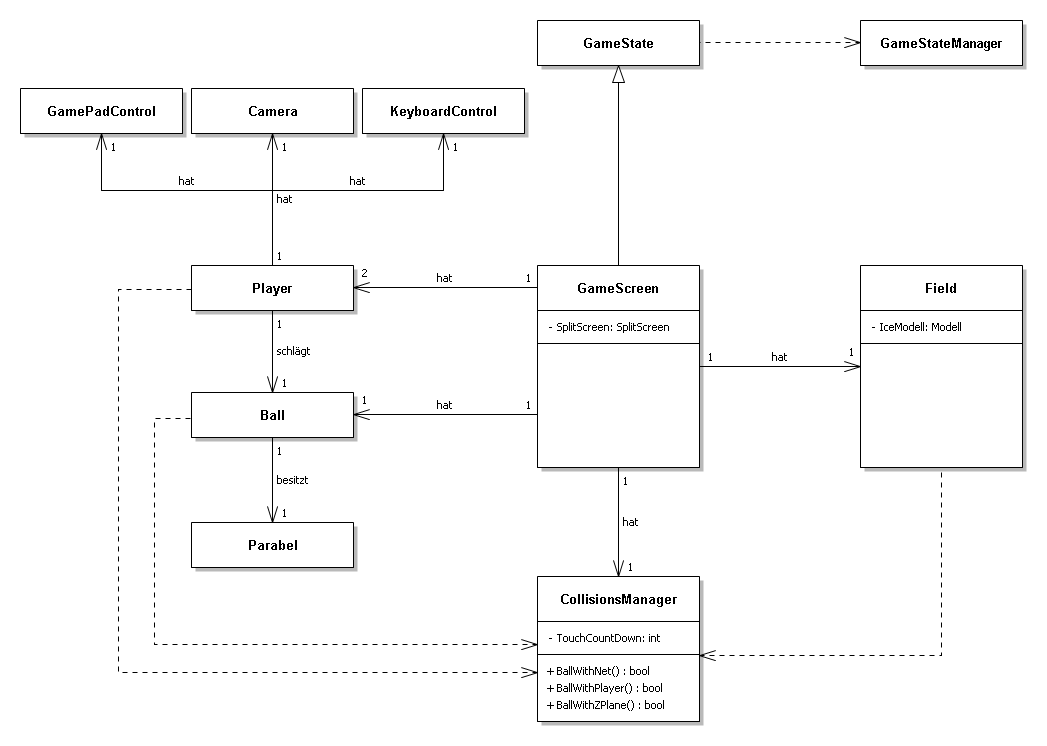 GameState
GameStateManager
GamePadControl
Camera
KeyboardControl
1
1
1
hat
hat
hat
1
Player
2
hat
1
GameScreen
- SplitScreen: SplitScreen
Field
- IceModell: Modell
1
schlägt
1
1
hat
1
Ball
1
hat
1
1
besitzt
1
Parabel
1
hat
1
CollisionsManager
- TouchCountDown: int
+ BallWithNet() : bool
+ BallWithPlayer() : bool
+ BallWithZPlane() : bool